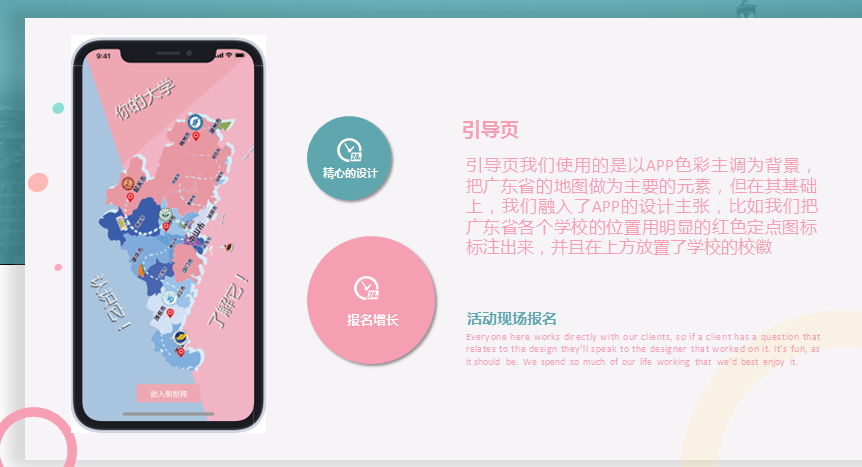 9:41
你的大学
认识它！
了解它！
进入新世界
精心的设计
报名增长
引导页
引导页我们使用的是以APP色彩主调为背景，
把广东省的地图做为主要的元素，但在其基础
上，我们融入了APP的设计主张，比如我们把
广东省各个学校的位置用明显的红色定点图标
标注出来，并且在上方放置了学校的校徽
活动现场报名
Everyone here works directly with our clients, so if a client has a question that
relates to the design they'll speak to the designer that worked on it. It's fun, as
it should be. We spend so much of our life working that we'd best enjoy it.